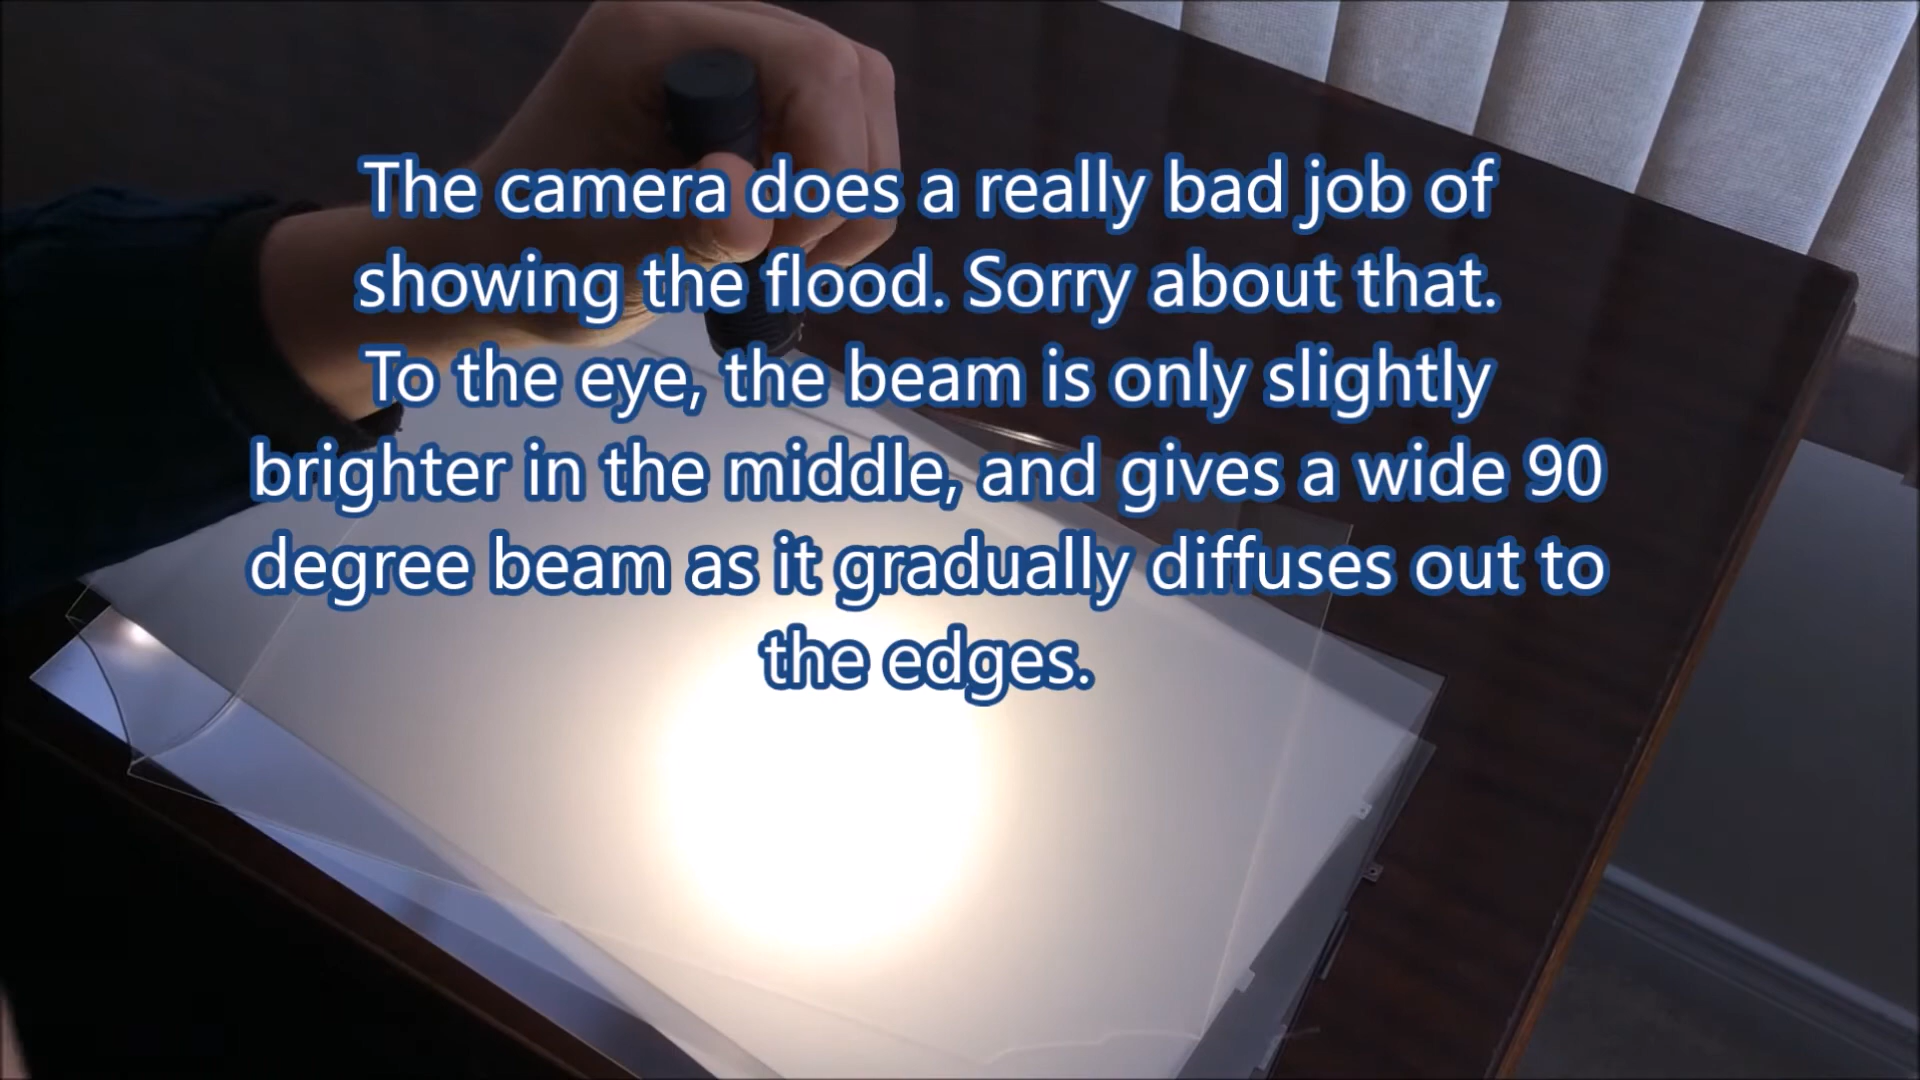 The camera does a really bad job of
showing the flood. Sorry about that.
To the eye, the beam is only slightly
brighter in the middle, and gives a wide 90
degree beam as it gradually diffuses out to
the edges.